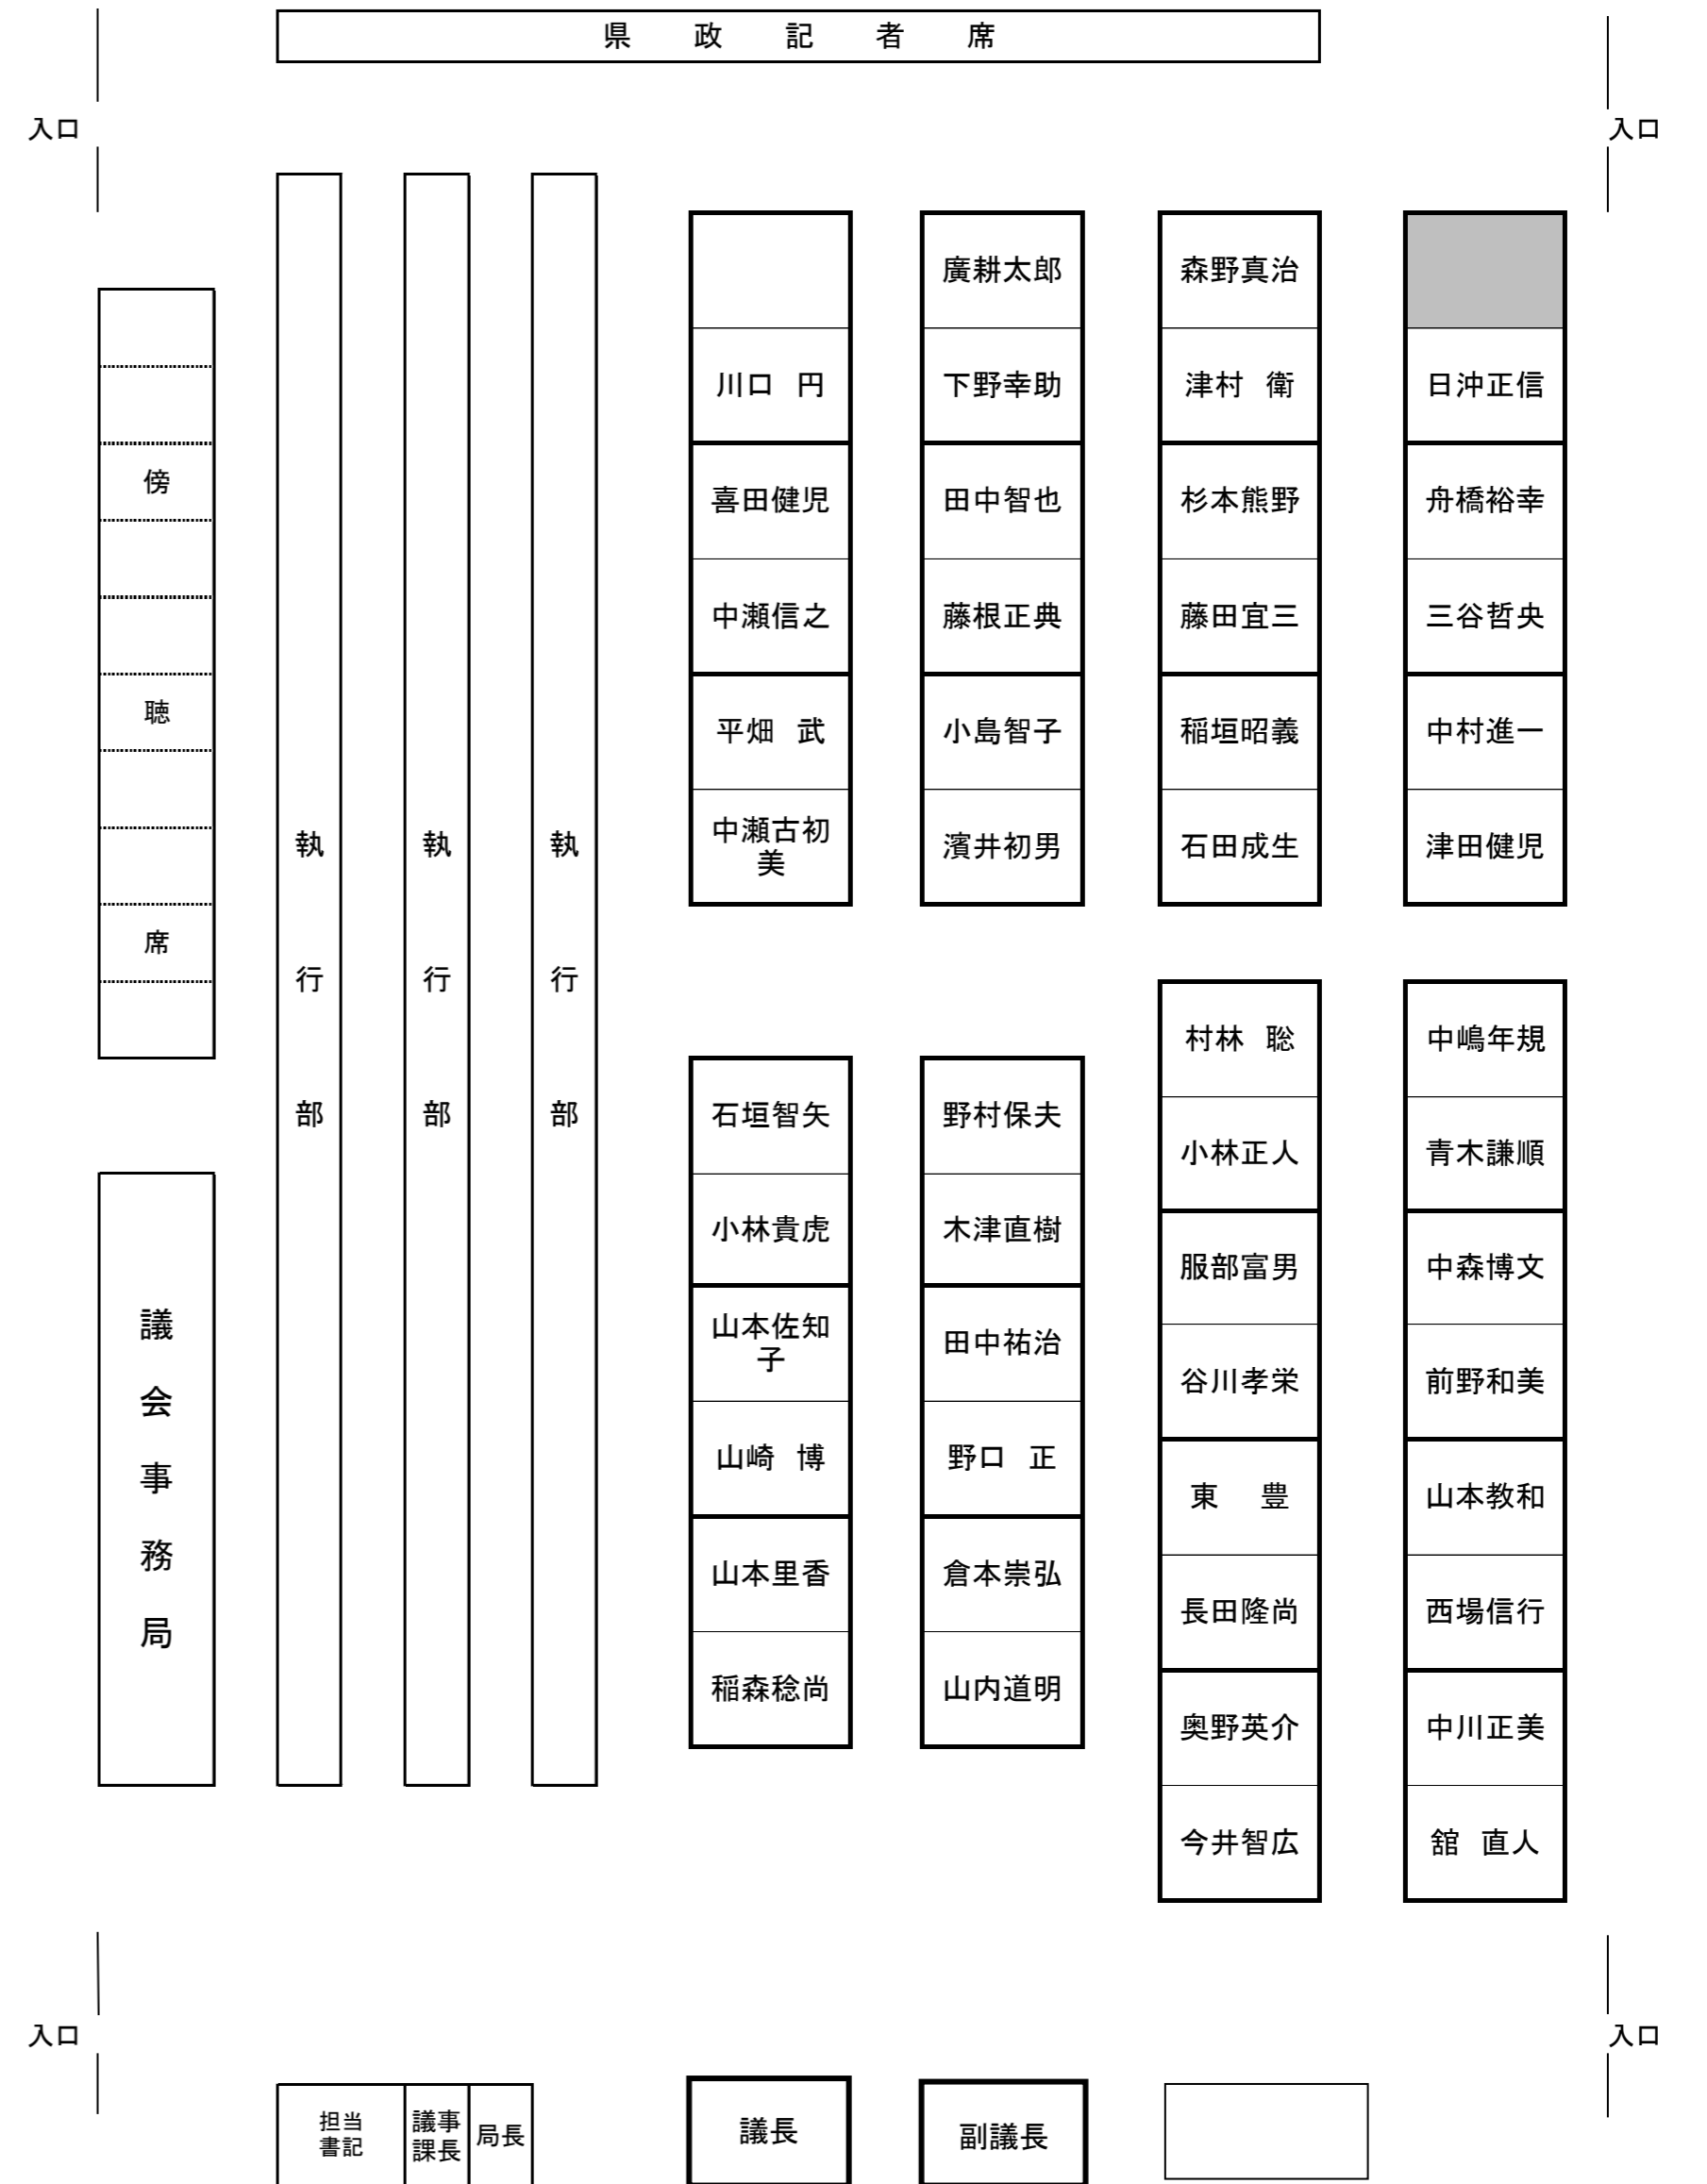 県政記者席
入口
入口
廣耕太郎
森野真治
川口 円
下野幸助
津村 衛
日沖正信
喜田健児
田中智也
杉本熊野
舟橋裕幸
中瀬信之
藤根正典
藤田宜三
三谷哲央
平畑 武
小島智子
稲垣昭義
中村進一
中瀬古初
美
濱井初男
石田成生
津田健児
傍聴席
執行部
執行部
執行部
村林 聡
中嶋年規
石垣智矢
野村保夫
小林正人
青木謙順
小林貴虎
木津直樹
服部富男
中森博文
山本佐知
子
田中祐治
谷川孝栄
前野和美
山崎 博
野口 正
東 豊
山本教和
山本里香
倉本崇弘
長田隆尚
西場信行
稲森稔尚
山内道明
奥野英介
中川正美
今井智広
舘 直人
議会事務局
入口
入口
担当
書記
議事
課長
局長
議長
副議長